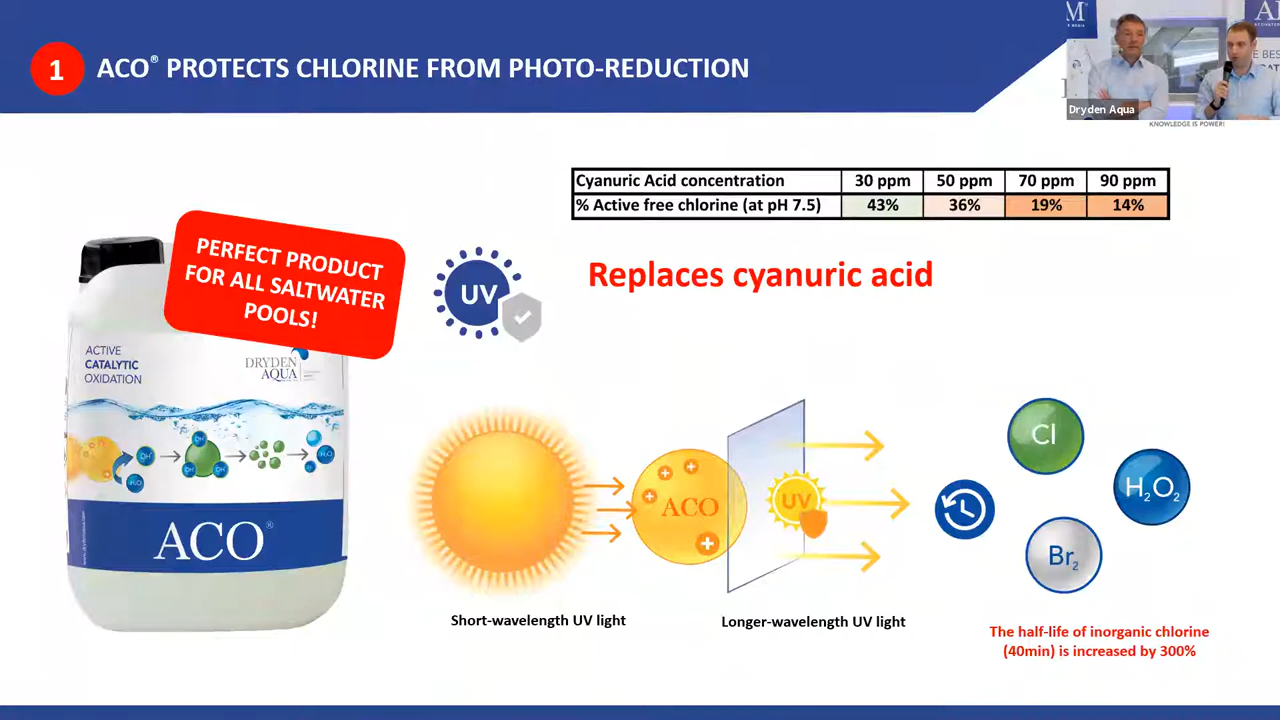 1
ACO® PROTECTS CHLORINE FROM PHOTO-REDUCTION
Dryden Aqua
KNOWLEDGE IS POWER!
Cyanuric Acid concentration 30 ppm 50 ppm 70 ppm 90 ppm
% Active free chlorine (at pH 7.5) 43% 36% 19% 14%
PERFECT PRODUCT
FOR ALL SALTWATER
POOLS!
UV
Replaces cyanuric acid
ACTIVE
CATALYTIC
OXIDATION
DRYDEN
AQUA
ACO®
ACO
UV
Cl
H2O2
Br2
Short-wavelength UV light
Longer-wavelength UV light
The half-life of inorganic chlorine
(40min) is increased by 300%